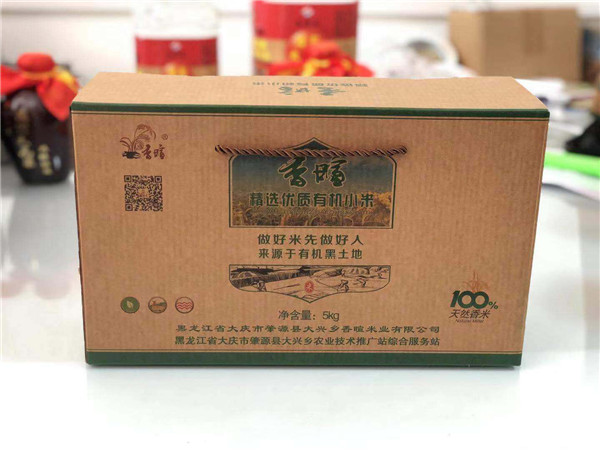 香暄
®
香暄
精选优质有机小米
做好米先做好人
来源于有机黑土地
100%
天然香米
净含量：5kg
黑龙江省大庆市肇源县大兴乡香暄米业有限公司
黑龙江省大庆市肇源县大兴乡农业技术推广站综合服务站